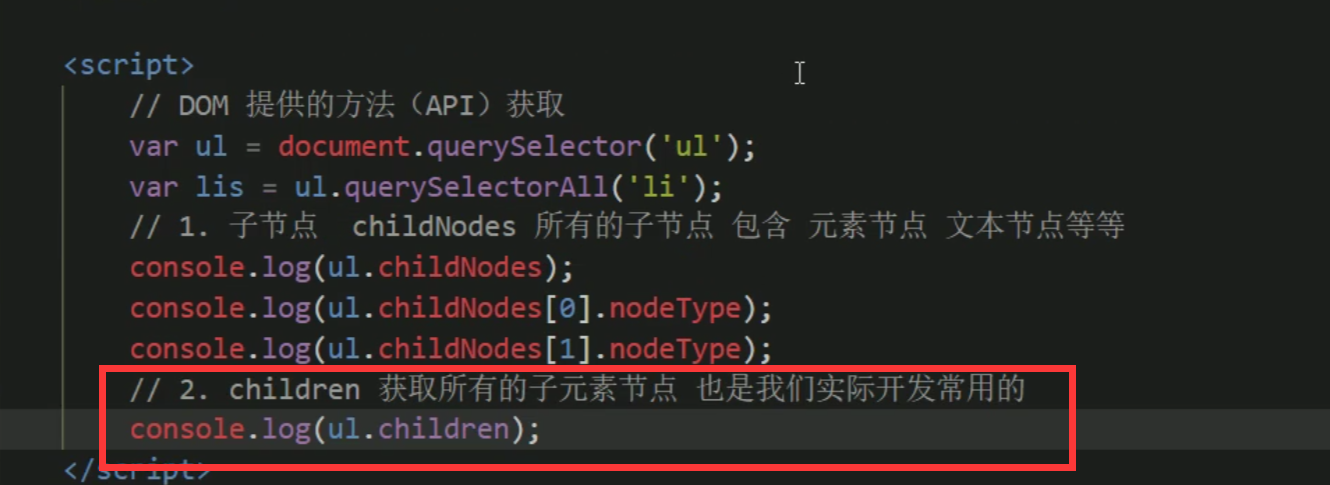 <script>
// DOM 提供的方法（API）获取
var ul = document.querySelector('ul');
var lis = ul.querySelectorAll('li');
// 1. 子节点  childNodes 所有的子节点 包含 元素节点 文本节点等等
console.log(ul.childNodes);
console.log(ul.childNodes[0].nodeType);
console.log(ul.childNodes[1].nodeType);
// 2. children 获取所有的子元素节点 也是我们实际开发常用的
console.log(ul.children);
</script>